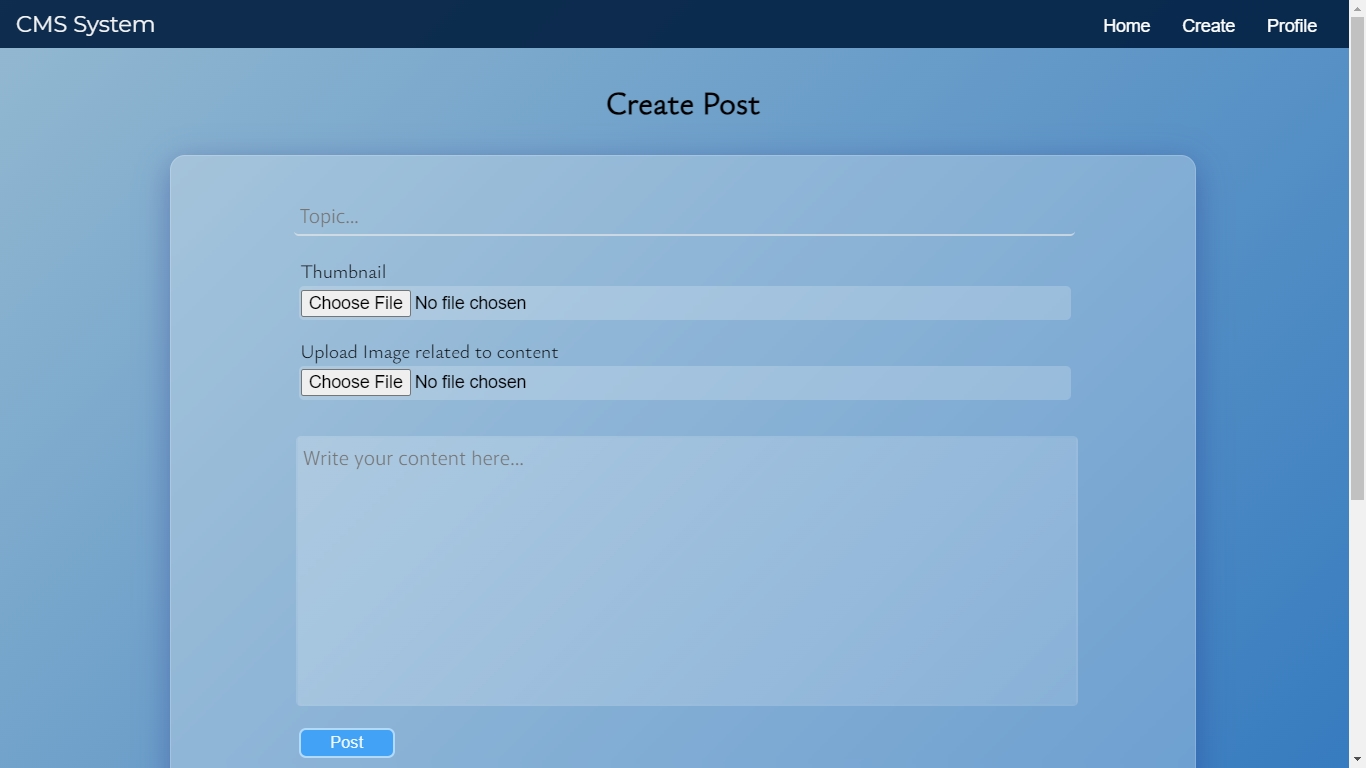 CMS System
Home Create Profile
Create Post
Topic...
Thumbnail
Choose File No file chosen
Upload Image related to content
Choose File No file chosen
Write your content here...
Post